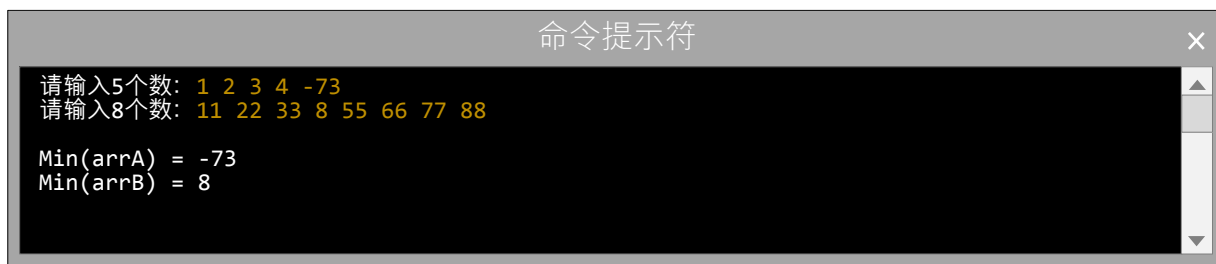 命令提示符
请输入5个数: 1 2 3 4 -73
请输入8个数: 11 22 33 8 55 66 77 88
Min(arrA) = -73
Min(arrB) = 8